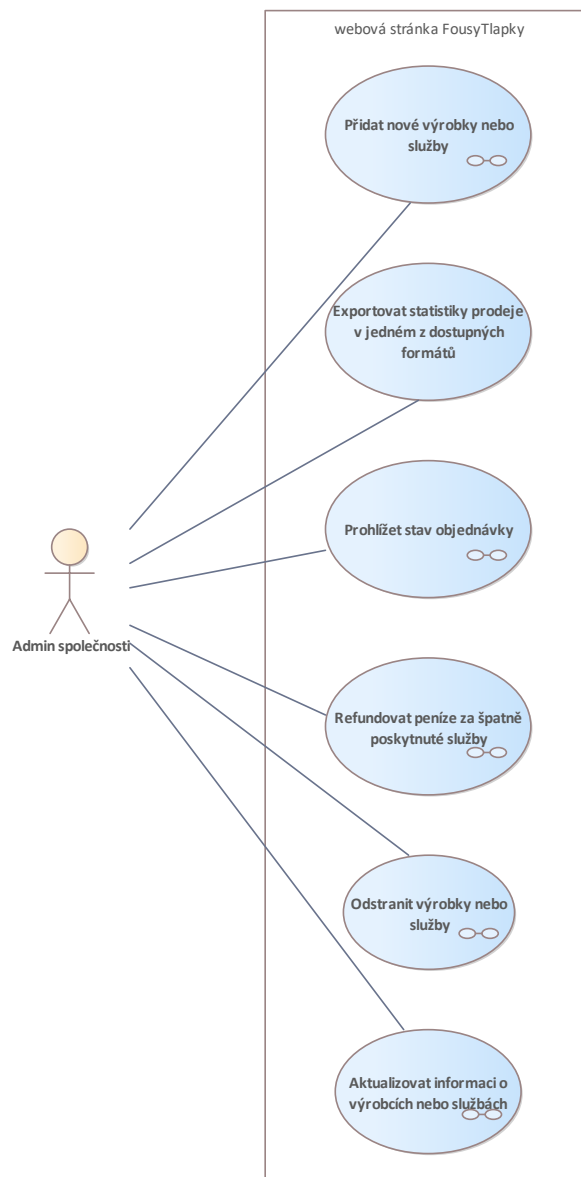 webová stránka FousyTlapky
Přidat nové výrobky nebo
služby
Exportovat statistiky prodeje
v jedném z dostupných
formátů
Prohlížet stav objednávky
Admin společnosti
Refundovat peníze za špatně
poskytnuté služby
Odstranit výrobky nebo
služby
Aktualizovat informaci o
výrobcích nebo službách